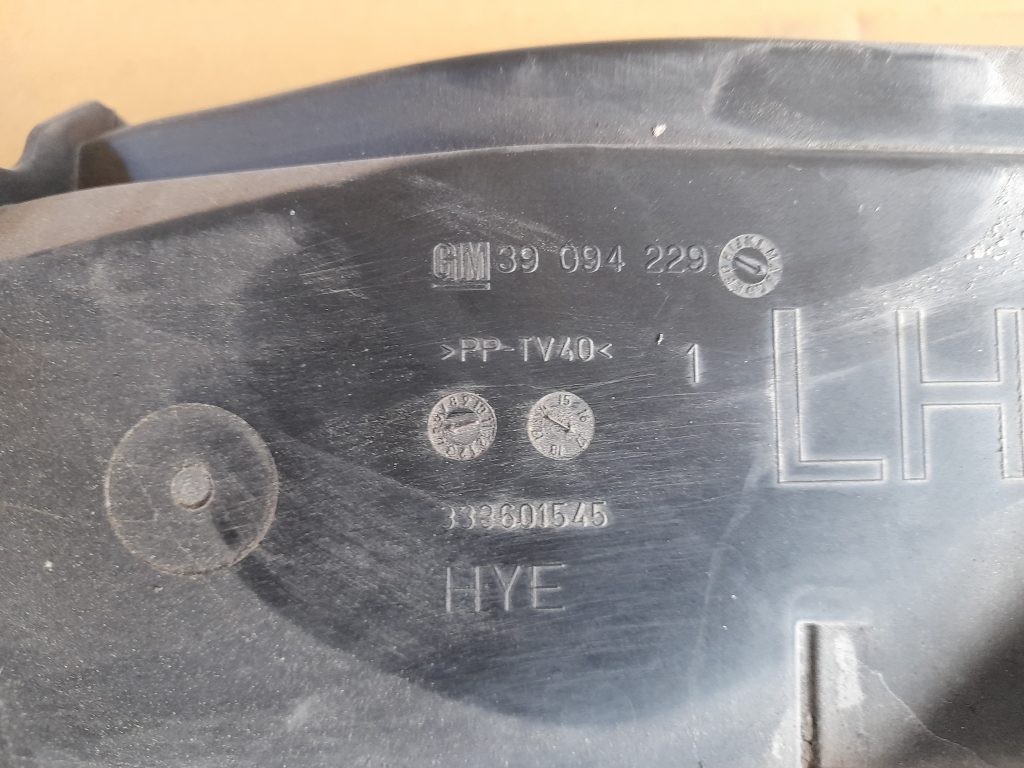 GM 39 094 229
>PP-TV40<
1
LH
333601545
HYE